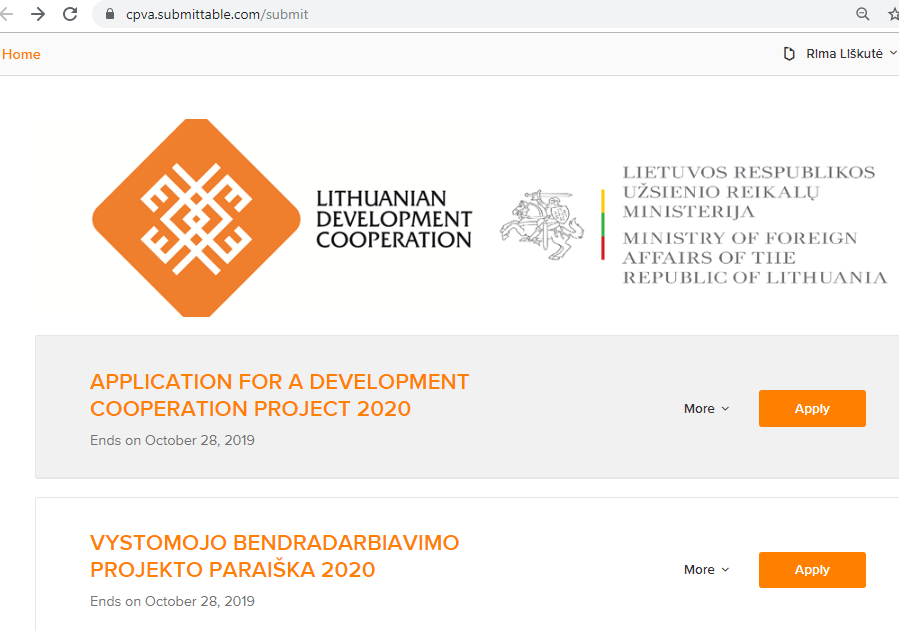 cpva.submittable.com/submit
Home
Rima Liškutė
LITHUANIAN
DEVELOPMENT
COOPERATION
LIETUVOS RESPUBLIKOS
UŽSIENIO REIKALŲ
MINISTERIJA
MINISTRY OF FOREIGN
AFFAIRS OF THE
REPUBLIC OF LITHUANIA
APPLICATION FOR A DEVELOPMENT
COOPERATION PROJECT 2020
Ends on October 28, 2019
More
Apply
VYSTOMOJO BENDRADARBIAVIMO
PROJEKTO PARAIŠKA 2020
Ends on October 28, 2019
More
Apply